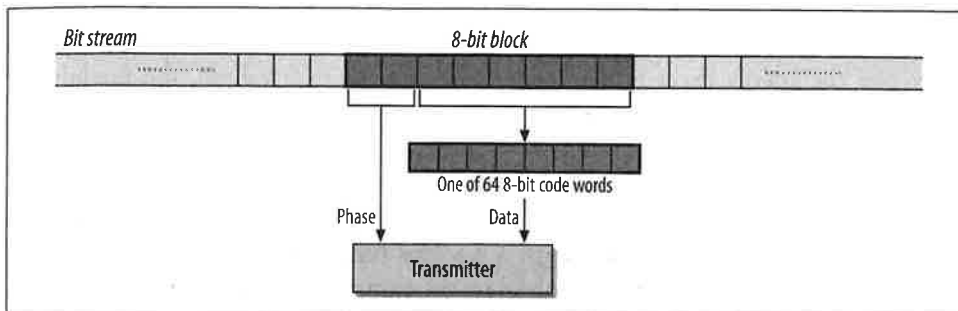 Bit stream
8-bit block
One of 64 8-bit code words
Phase
Data
Transmitter